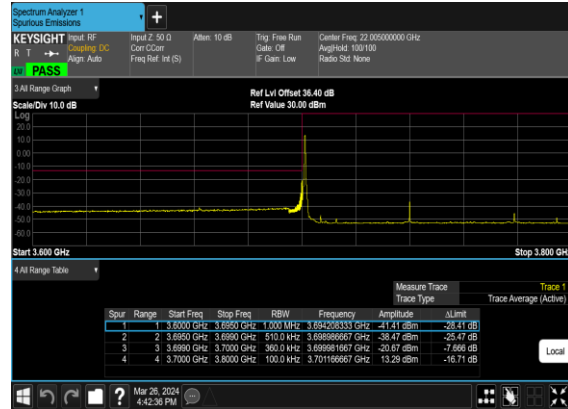 Spectrum Analyzer 1
Spurious Emissions
KEYSIGHT Input: RF Input Z: 50 Ω Atten: 10 dB Trig: Free Run Center Freq: 22.005000000 GHz
R T Coupling: DC Corr CCorr Gate: Off Avg|Hold: 100/100
Align: Auto Freq Ref: Int (S) IF Gain: Low Radio Std: None
PASS
3 All Range Graph Ref Lvl Offset 36.40 dB
Scale/Div 10.0 dB Ref Value 30.00 dBm
Log
20.0
10.0
0.00
-10.0
-20.0
-30.0
-40.0
-50.0
-60.0
Start 3.600 GHz Stop 3.800 GHz
4 All Range Table
Measure Trace Trace 1
Trace Type Trace Average (Active)
Spur Range Start Freq Stop Freq RBW Frequency Amplitude ΔLimit
1 1 3.6000 GHz 3.6950 GHz 1.000 MHz 3.694208333 GHz -41.41 dBm -28.41 dB
2 2 3.6950 GHz 3.6990 GHz 510.0 kHz 3.698986667 GHz -38.47 dBm -25.47 dB
3 3 3.6990 GHz 3.7000 GHz 360.0 kHz 3.699981667 GHz -20.67 dBm -7.666 dB
4 4 3.7000 GHz 3.8000 GHz 100.0 kHz 3.701166667 GHz 13.29 dBm -16.71 dB
Local
Mar 26, 2024
4:42:36 PM